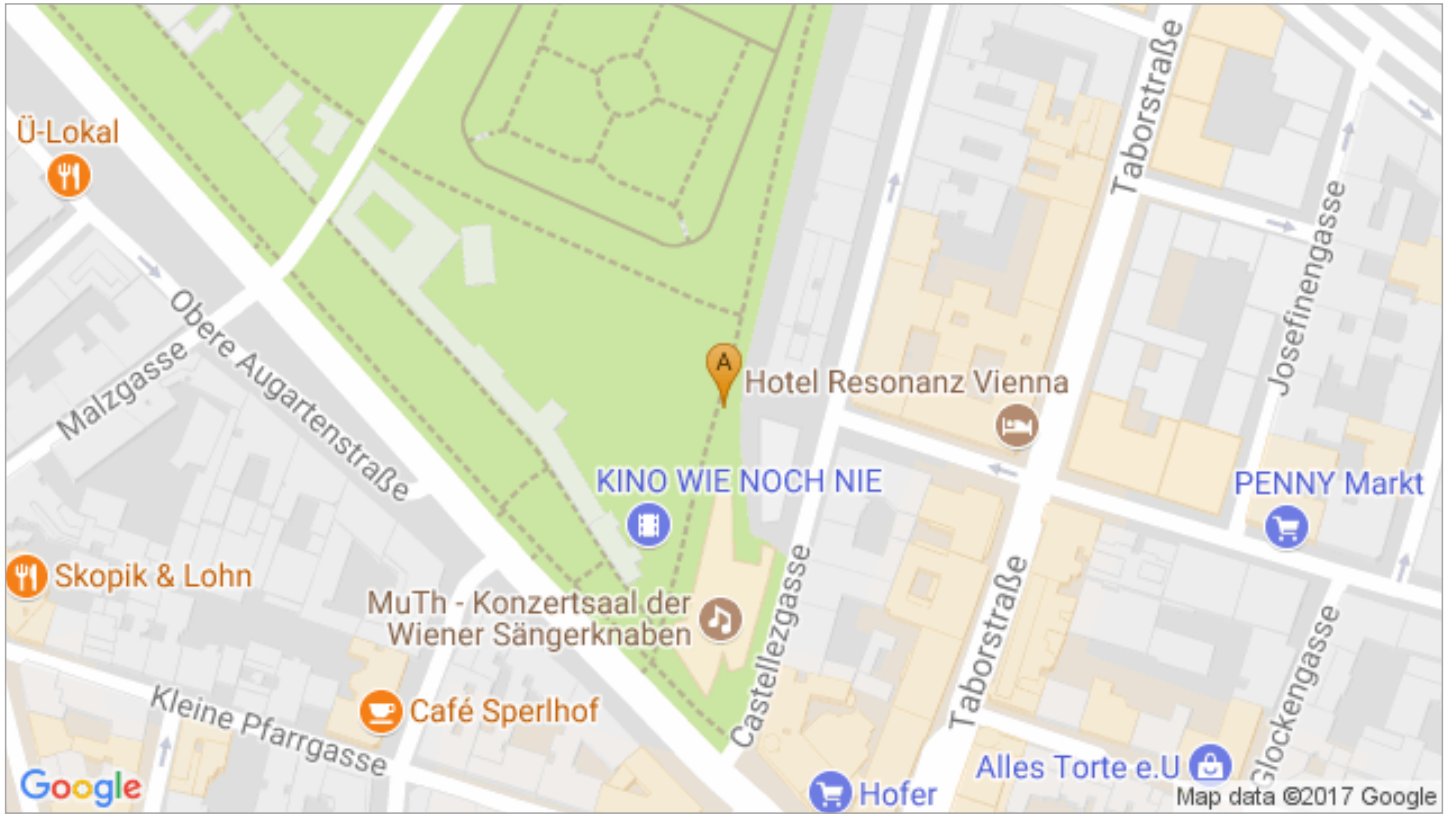 Ü-Lokal
Taborstraße
Josefinengasse
Obere Augartenstraße
Malzgasse
A
Hotel Resonanz Vienna
KINO WIE NOCH NIE
PENNY Markt
Skopik & Lohn
MuTh - Konzertsaal der
Wiener Sängerknaben
Castellezgasse
Taborstraße
Glockengasse
Kleine Pfarrgasse
Café Sperlhof
Alles Torte e.U
Hofer
Google
Map data ©2017 Google